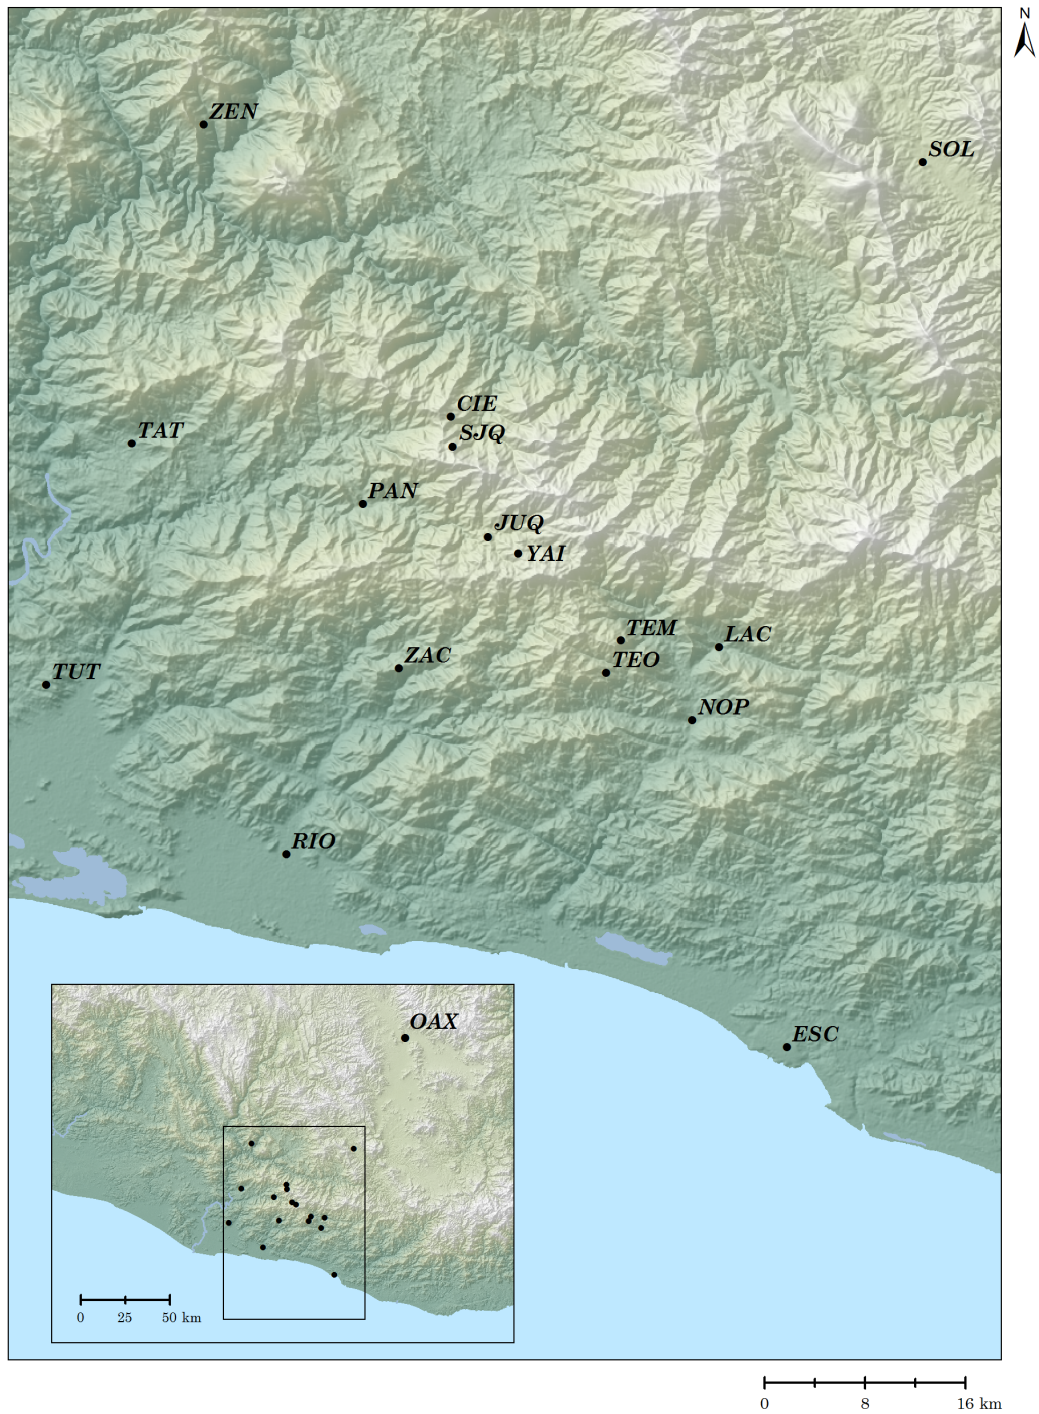 N
ZEN
SOL
CIE
TAT
SJQ
PAN
JUQ
YAI
TEM
LAC
ZAC
TEO
TUT
NOP
RIO
OAX
ESC
0 25 50 km
0 8 16 km